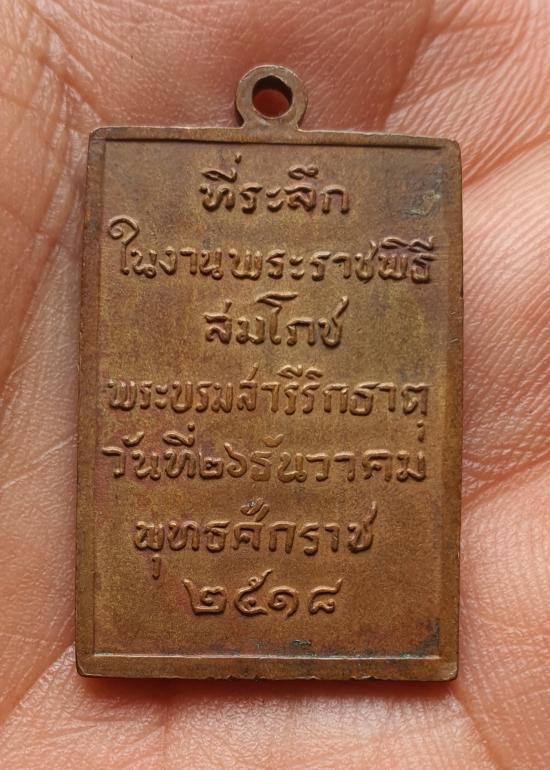 ที่ระลึก
ในงานพระราชพิธี
สมโภช
พระบรมสารีริกธาตุ
วันที่๒๖ธันวาคม
พุทธศักราช
๒๕๑๘